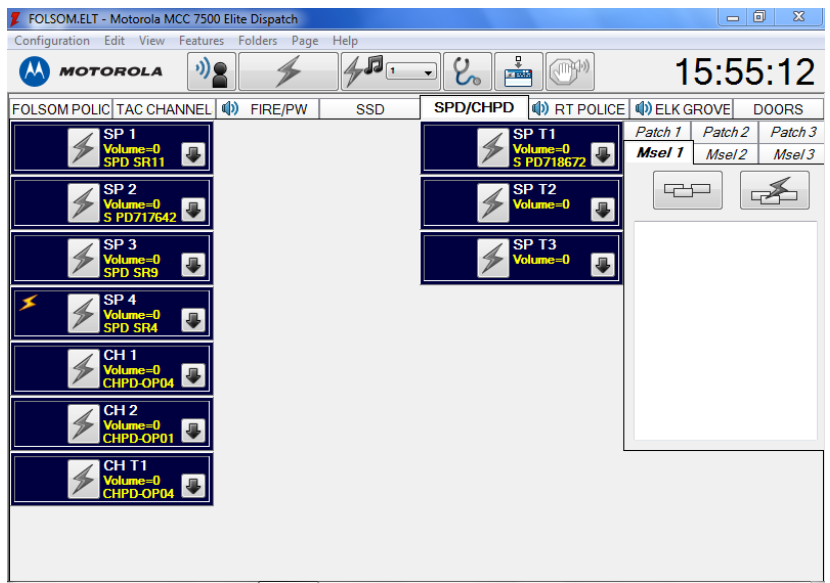 FOLSOM.ELT - Motorola MCC 7500 Elite Dispatch
Configuration Edit View Features Folders Page Help
MOTOROLA 1 15:55:12
FOLSOM POLIC TAC CHANNEL FIRE/PW SSD SPD/CHPD RT POLICE ELK GROVE DOORS
SP 1
Volume=0
SPD SR11
SP 2
Volume=0
S PD717642
SP 3
Volume=0
SPD SR9
SP 4
Volume=0
SPD SR4
CH 1
Volume=0
CHPD-OP04
CH 2
Volume=0
CHPD-OP01
CH T1
Volume=0
CHPD-OP04
SP T1
Volume=0
S PD718672
SP T2
Volume=0
SP T3
Volume=0
Patch 1 Patch 2 Patch 3
Msel 1 Msel 2 Msel 3